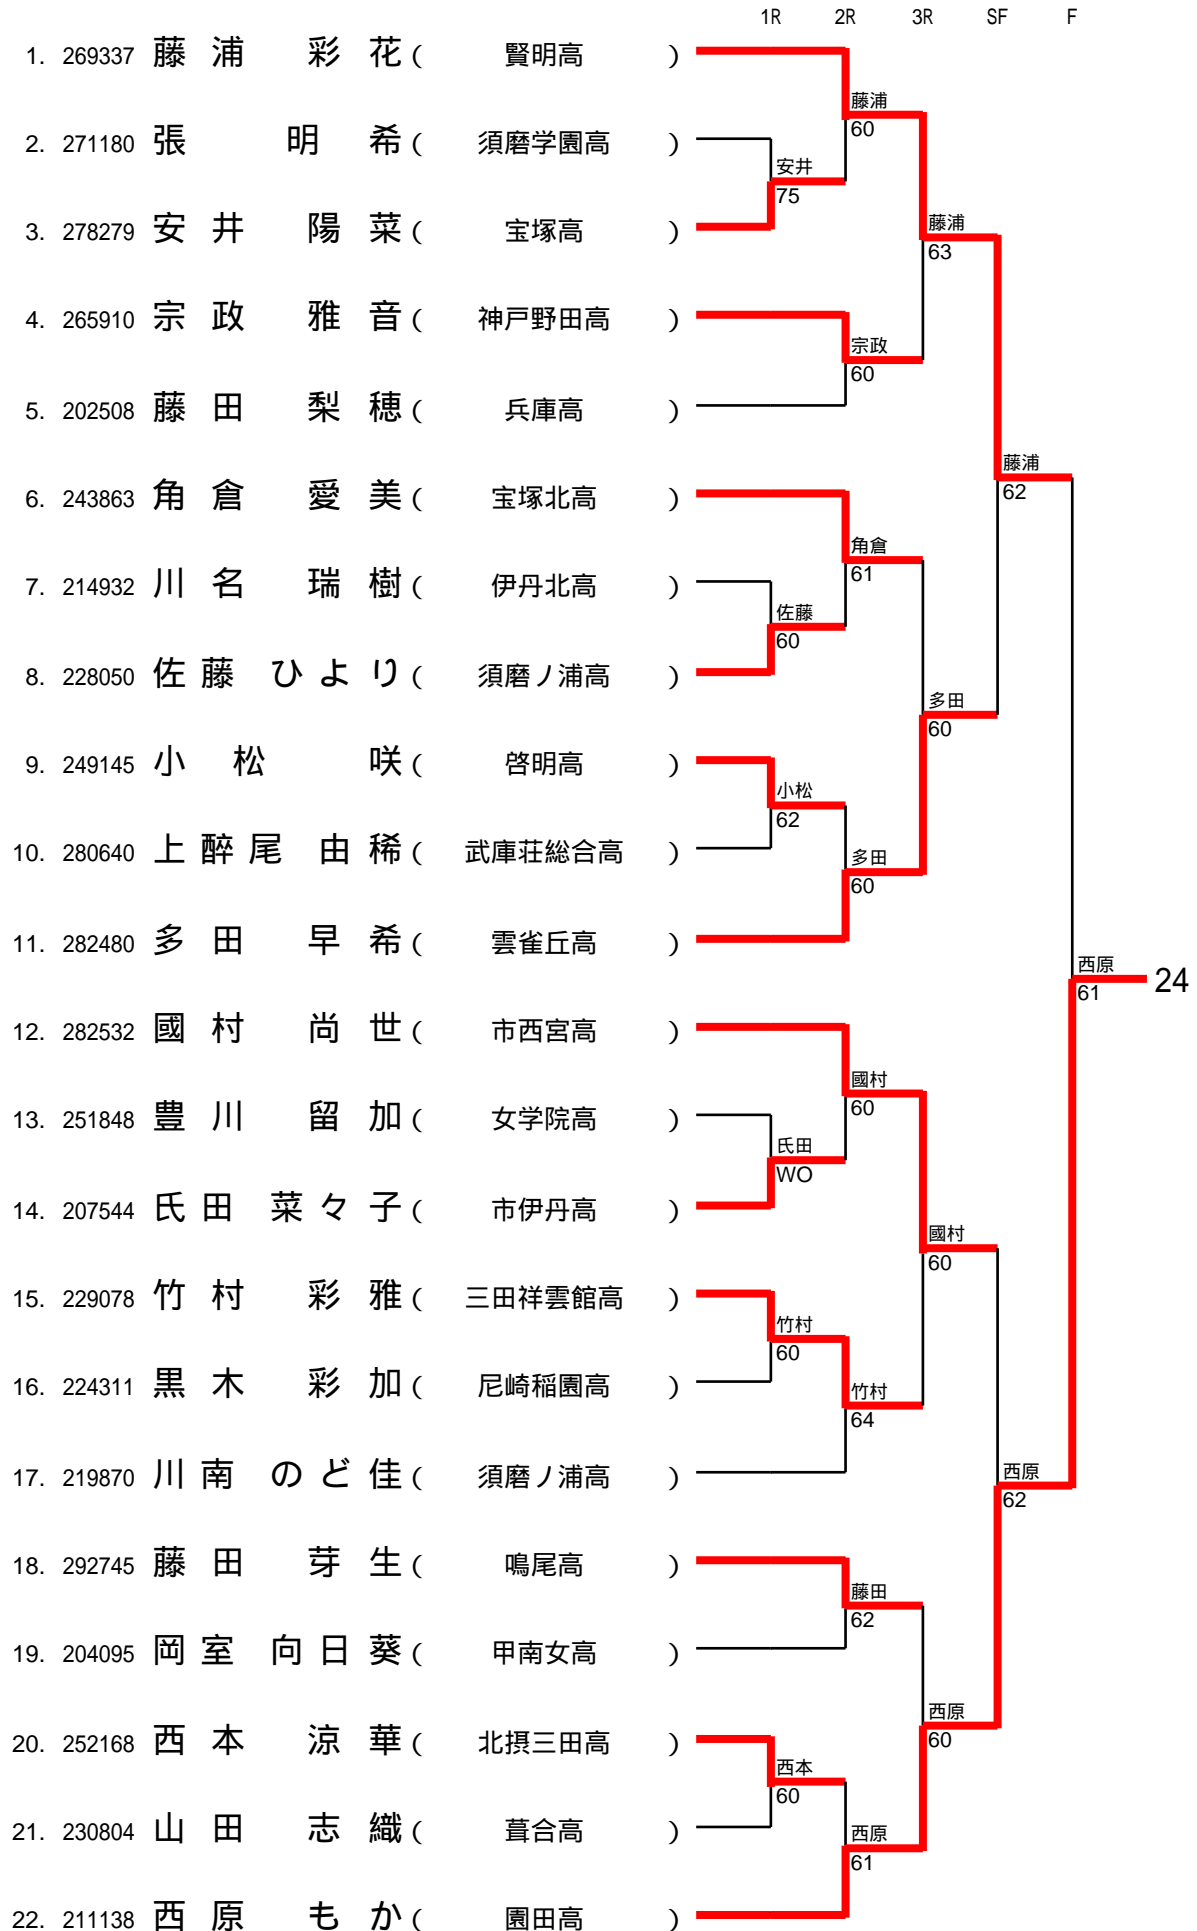 1R 2R 3R SF F
1. 269337 藤浦 彩花 ( 賢明高 )
藤浦
60
2. 271180 張 明希 ( 須磨学園高 )
安井
75
3. 278279 安井 陽菜 ( 宝塚高 )
藤浦
63
4. 265910 宗政 雅音 ( 神戸野田高 )
宗政
60
5. 202508 藤田 梨穂 ( 兵庫高 )
藤浦
62
6. 243863 角倉 愛美 ( 宝塚北高 )
角倉
61
7. 214932 川名 瑞樹 ( 伊丹北高 )
佐藤
60
8. 228050 佐藤 ひより ( 須磨ノ浦高 )
多田
60
9. 249145 小松 咲 ( 啓明高 )
小松
62
10. 280640 上醉尾 由稀 ( 武庫荘総合高 )
多田
60
11. 282480 多田 早希 ( 雲雀丘高 )
西原
61
24
12. 282532 國村 尚世 ( 市西宮高 )
國村
60
13. 251848 豊川 留加 ( 女学院高 )
氏田
WO
14. 207544 氏田 菜々子 ( 市伊丹高 )
國村
60
15. 229078 竹村 彩雅 ( 三田祥雲館高 )
竹村
60
16. 224311 黒木 彩加 ( 尼崎稲園高 )
竹村
64
17. 219870 川南 のど佳 ( 須磨ノ浦高 )
西原
62
18. 292745 藤田 芽生 ( 鳴尾高 )
藤田
62
19. 204095 岡室 向日葵 ( 甲南女高 )
西原
60
20. 252168 西本 涼華 ( 北摂三田高 )
西本
60
21. 230804 山田 志織 ( 葺合高 )
西原
61
22. 211138 西原 もか ( 園田高 )